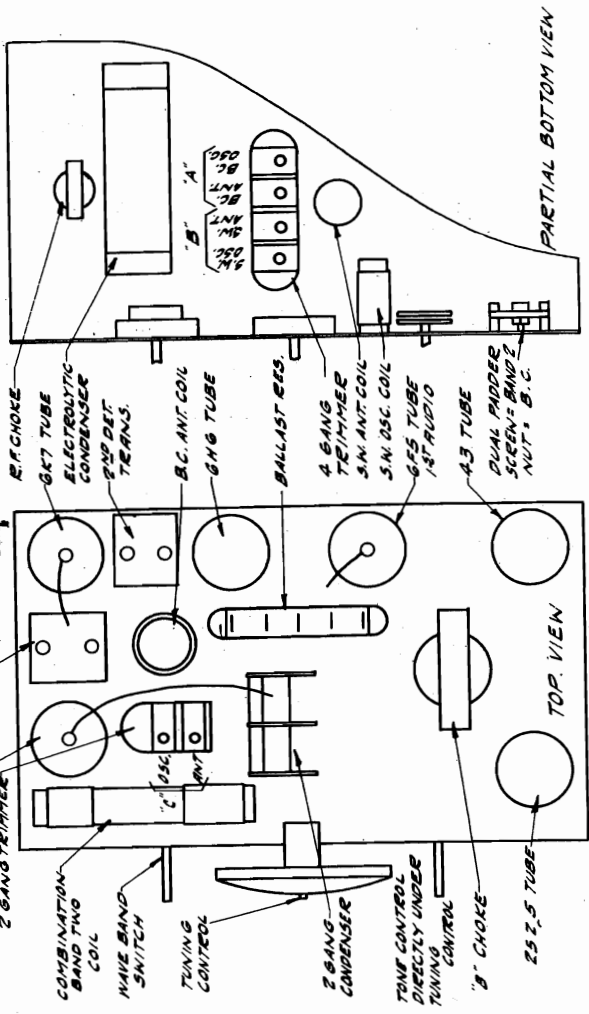 2 GANG TRIMMER
COMBINATION
BAND TWO
COIL
WAVE BAND
SWITCH
TUNING
CONTROL
2 GANG
CONDENSER
TONE CONTROL
DIRECTLY UNDER
TUNING
CONTROL
"B" CHOKE
25Z5 TUBE
"C"
OSC.
ANT
TOP. VIEW
R.F. CHOKE
6K7 TUBE
ELECTROLYTIC
CONDENSER
2ND DET.
TRANS.
B.C. ANT. COIL
6H6 TUBE
BALLAST RES.
4 GANG
TRIMMER
S.W. ANT. COIL
S.W. OSC. COIL
6F5 TUBE
1ST AUDIO
43 TUBE
DUAL PADDER
SCREW = BAND 2
NUT = B.C.
"B" "A"
S.W. OSC.
S.W. ANT.
B.C. ANT.
B.C. OSC.
PARTIAL BOTTOM VIEW